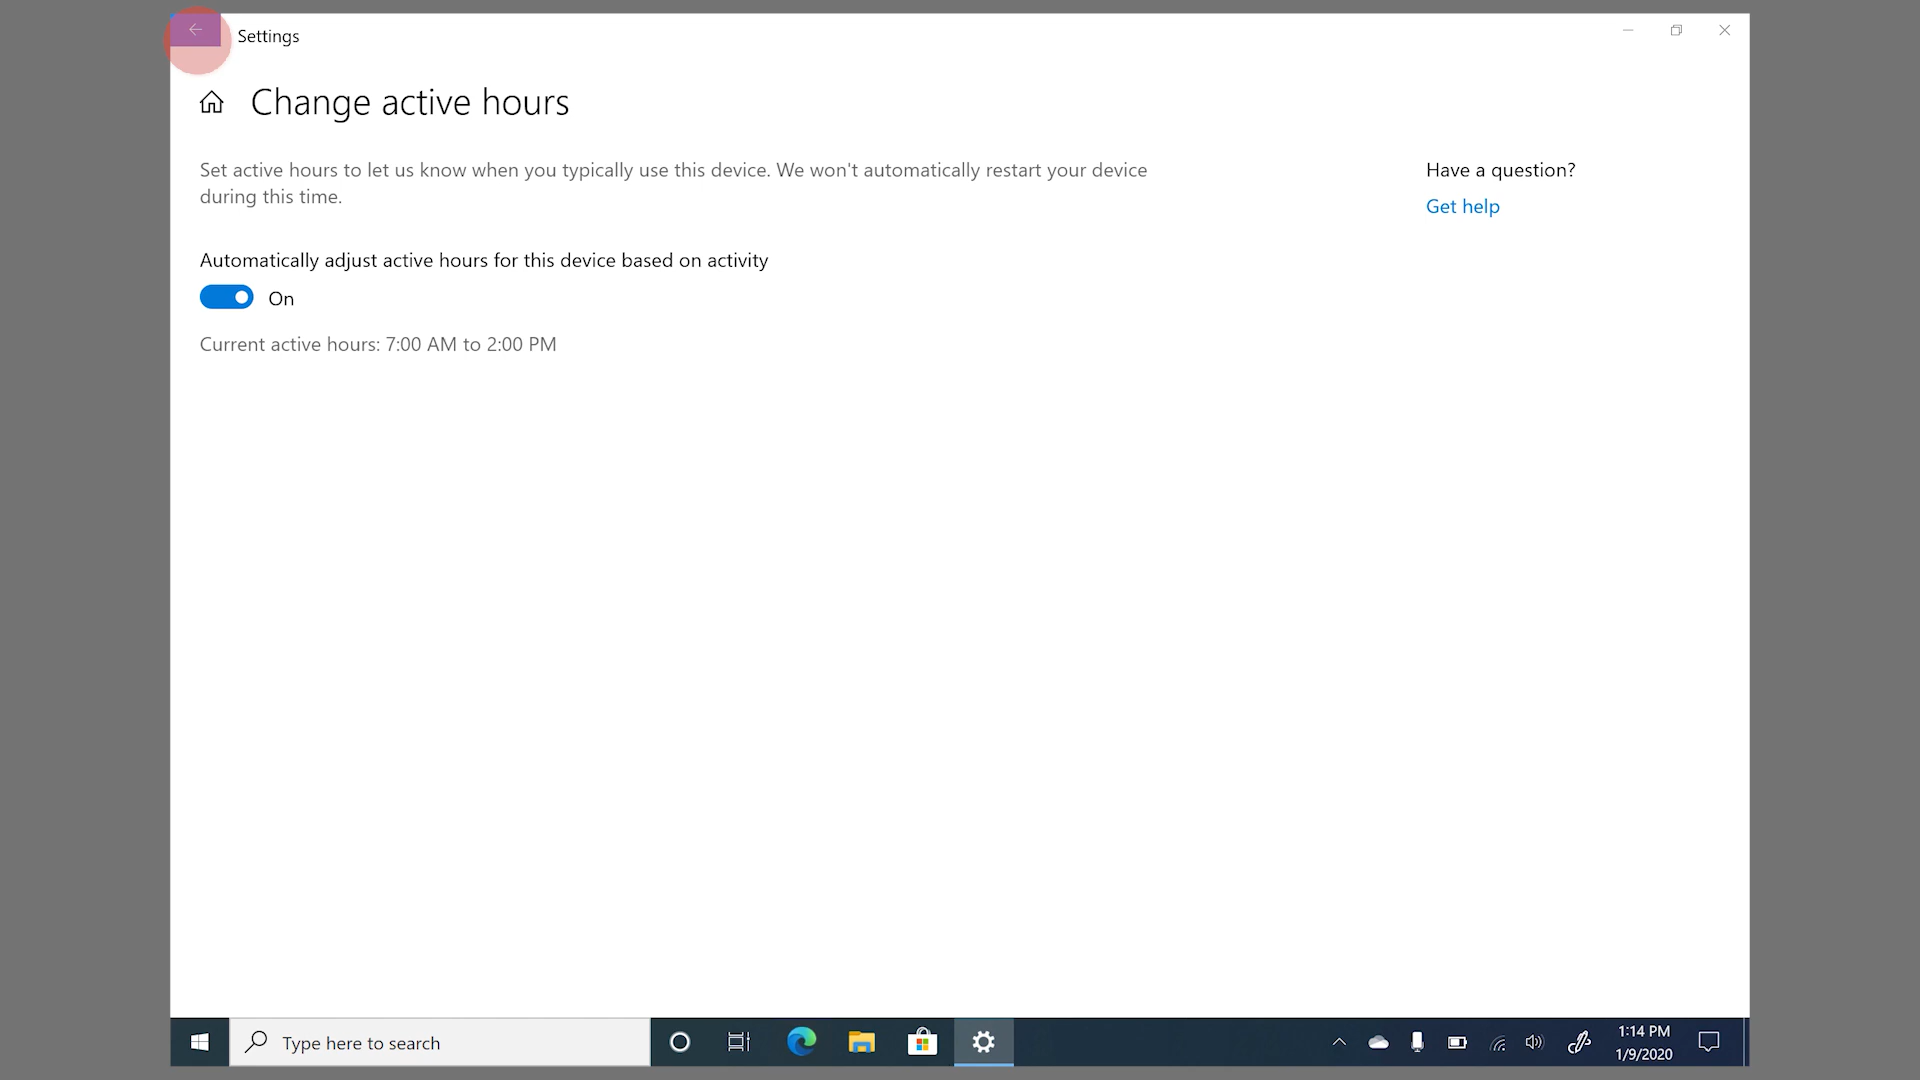 Settings
Change active hours
Set active hours to let us know when you typically use this device. We won't automatically restart your device
during this time.
Have a question?
Get help
Automatically adjust active hours for this device based on activity
On
Current active hours: 7:00 AM to 2:00 PM
Type here to search
1:14 PM
1/9/2020